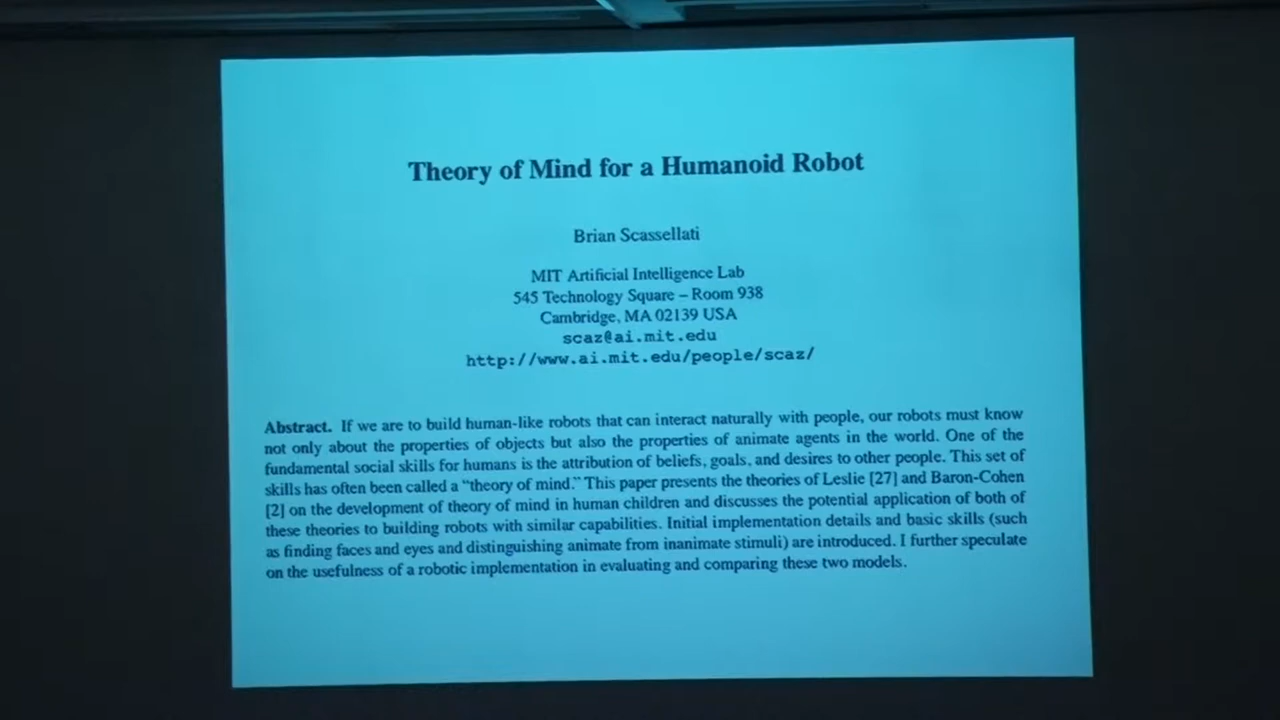 Theory of Mind for a Humanoid Robot
Brian Scassellati
MIT Artificial Intelligence Lab
545 Technology Square – Room 938
Cambridge, MA 02139 USA
scaz@ai.mit.edu
http://www.ai.mit.edu/people/scaz/
Abstract. If we are to build human-like robots that can interact naturally with people, our robots must know
not only about the properties of objects but also the properties of animate agents in the world. One of the
fundamental social skills for humans is the attribution of beliefs, goals, and desires to other people. This set of
skills has often been called a “theory of mind.” This paper presents the theories of Leslie [27] and Baron-Cohen
[2] on the development of theory of mind in human children and discusses the potential application of both of
these theories to building robots with similar capabilities. Initial implementation details and basic skills (such
as finding faces and eyes and distinguishing animate from inanimate stimuli) are introduced. I further speculate
on the usefulness of a robotic implementation in evaluating and comparing these two models.